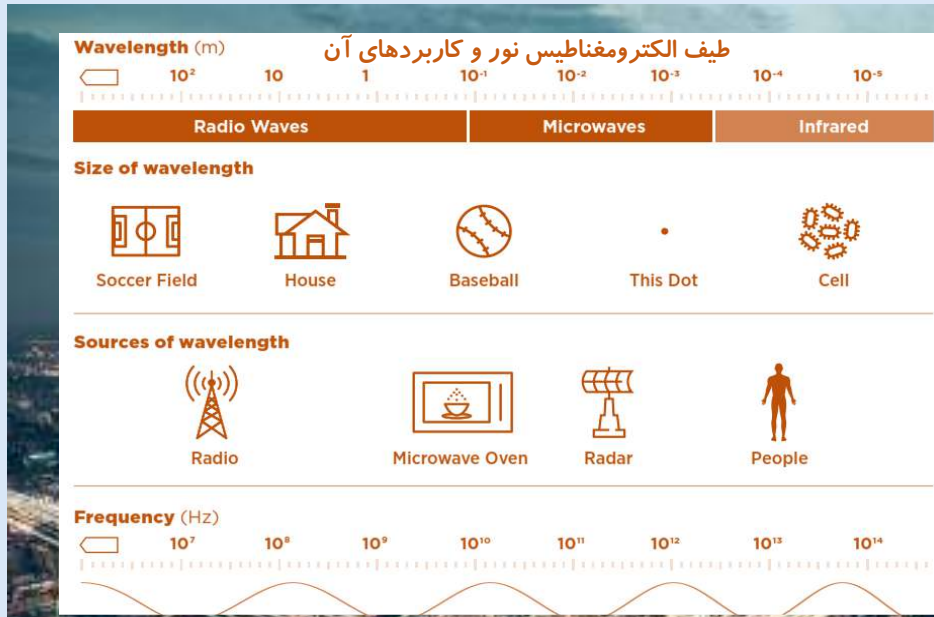 طیف الکترومغناطیس نور و کاربردهای آن
Wavelength (m)
10² 10 1 10⁻¹ 10⁻² 10⁻³ 10⁻⁴ 10⁻⁵
Radio Waves Microwaves Infrared
Size of wavelength
Soccer Field House Baseball This Dot Cell
Sources of wavelength
Radio Microwave Oven Radar People
Frequency (Hz)
10⁷ 10⁸ 10⁹ 10¹⁰ 10¹¹ 10¹² 10¹³ 10¹⁴